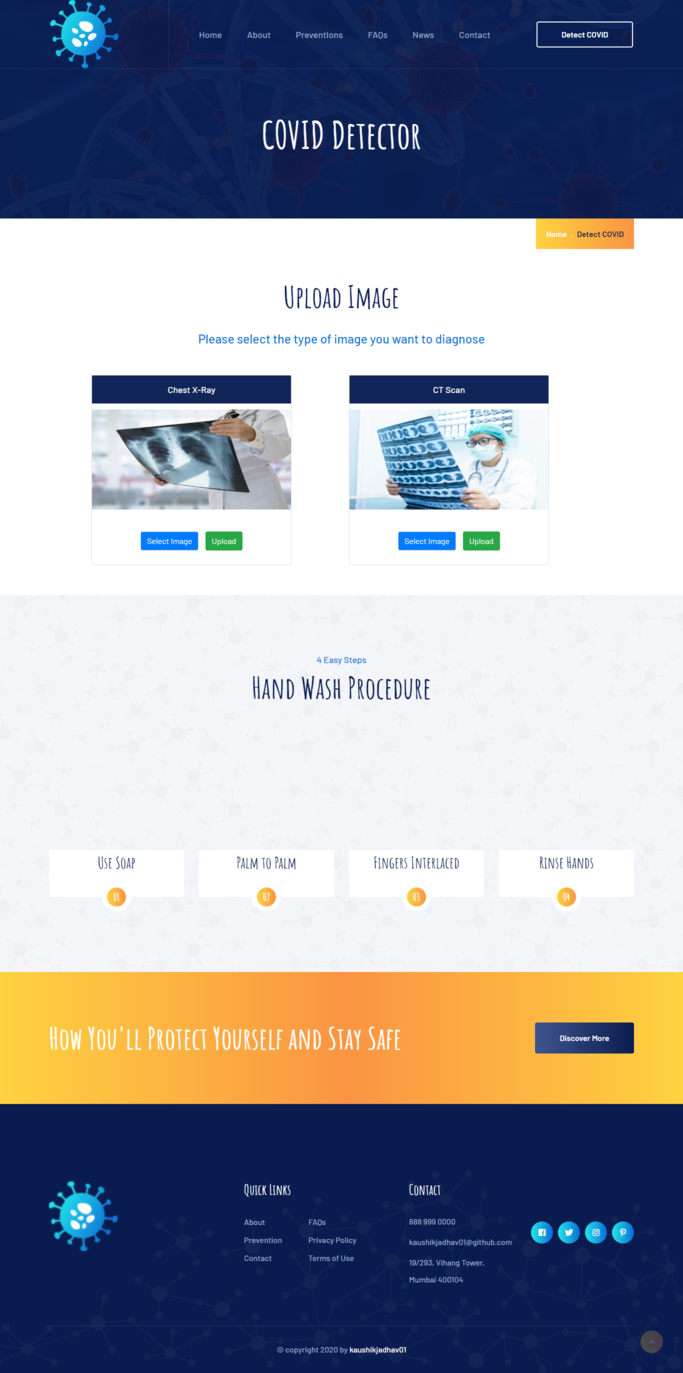 Home About Preventions FAQs News Contact Detect COVID
COVID Detector
Home . Detect COVID
Upload Image
Please select the type of image you want to diagnose
Chest X-Ray CT Scan
Select Image Upload Select Image Upload
4 Easy Steps
Hand Wash Procedure
Use Soap Palm to Palm Fingers Interlaced Rinse Hands
01 02 03 04
How You'll Protect Yourself and Stay Safe Discover More
Quick Links Contact
About FAQs 888 999 0000
Prevention Privacy Policy kaushikjadhav01@github.com
Contact Terms of Use 19/293, Vihang Tower,
Mumbai 400104
© copyright 2020 by kaushikjadhav01